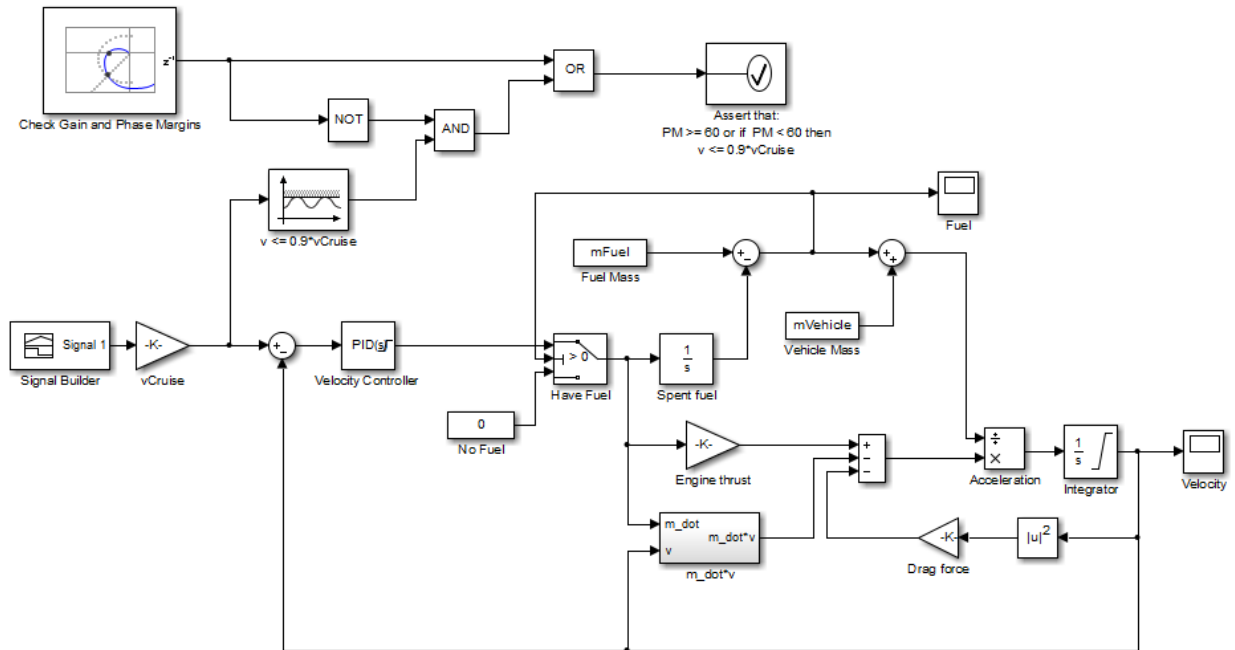 z⁻¹
Check Gain and Phase Margins
OR
NOT
AND
Assert that:
PM >= 60 or if PM < 60 then
v <= 0.9*vCruise
v <= 0.9*vCruise
Fuel
mFuel
Fuel Mass
+
−
+
+
mVehicle
Vehicle Mass
Signal 1
Signal Builder
-K-
vCruise
+
−
PID(s)
Velocity Controller
> 0
Have Fuel
1
s
Spent fuel
0
No Fuel
-K-
Engine thrust
+
−
−
÷
×
Acceleration
1
s
Integrator
Velocity
m_dot
v
m_dot*v
m_dot*v
-K-
Drag force
|u|²